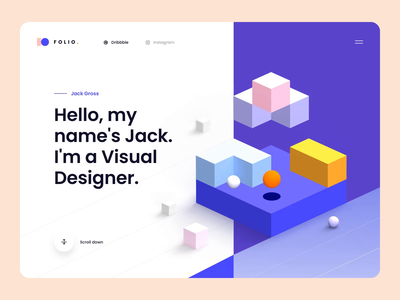 FOLIO.
Dribbble
Instagram
Jack Gross
Hello, my
name's Jack.
I'm a Visual
Designer.
Scroll down